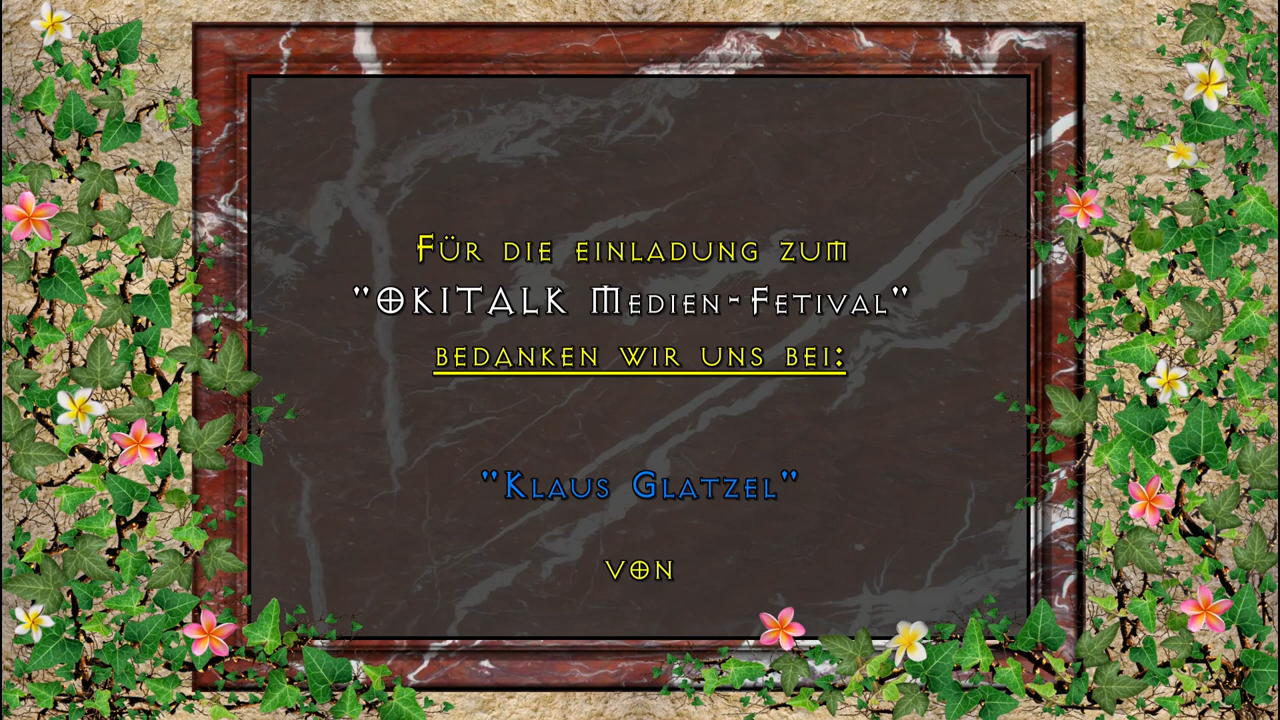 Für die einladung zum
"OKITALK Medien-Fetival"
bedanken wir uns bei:
"Klaus Glatzel"
von